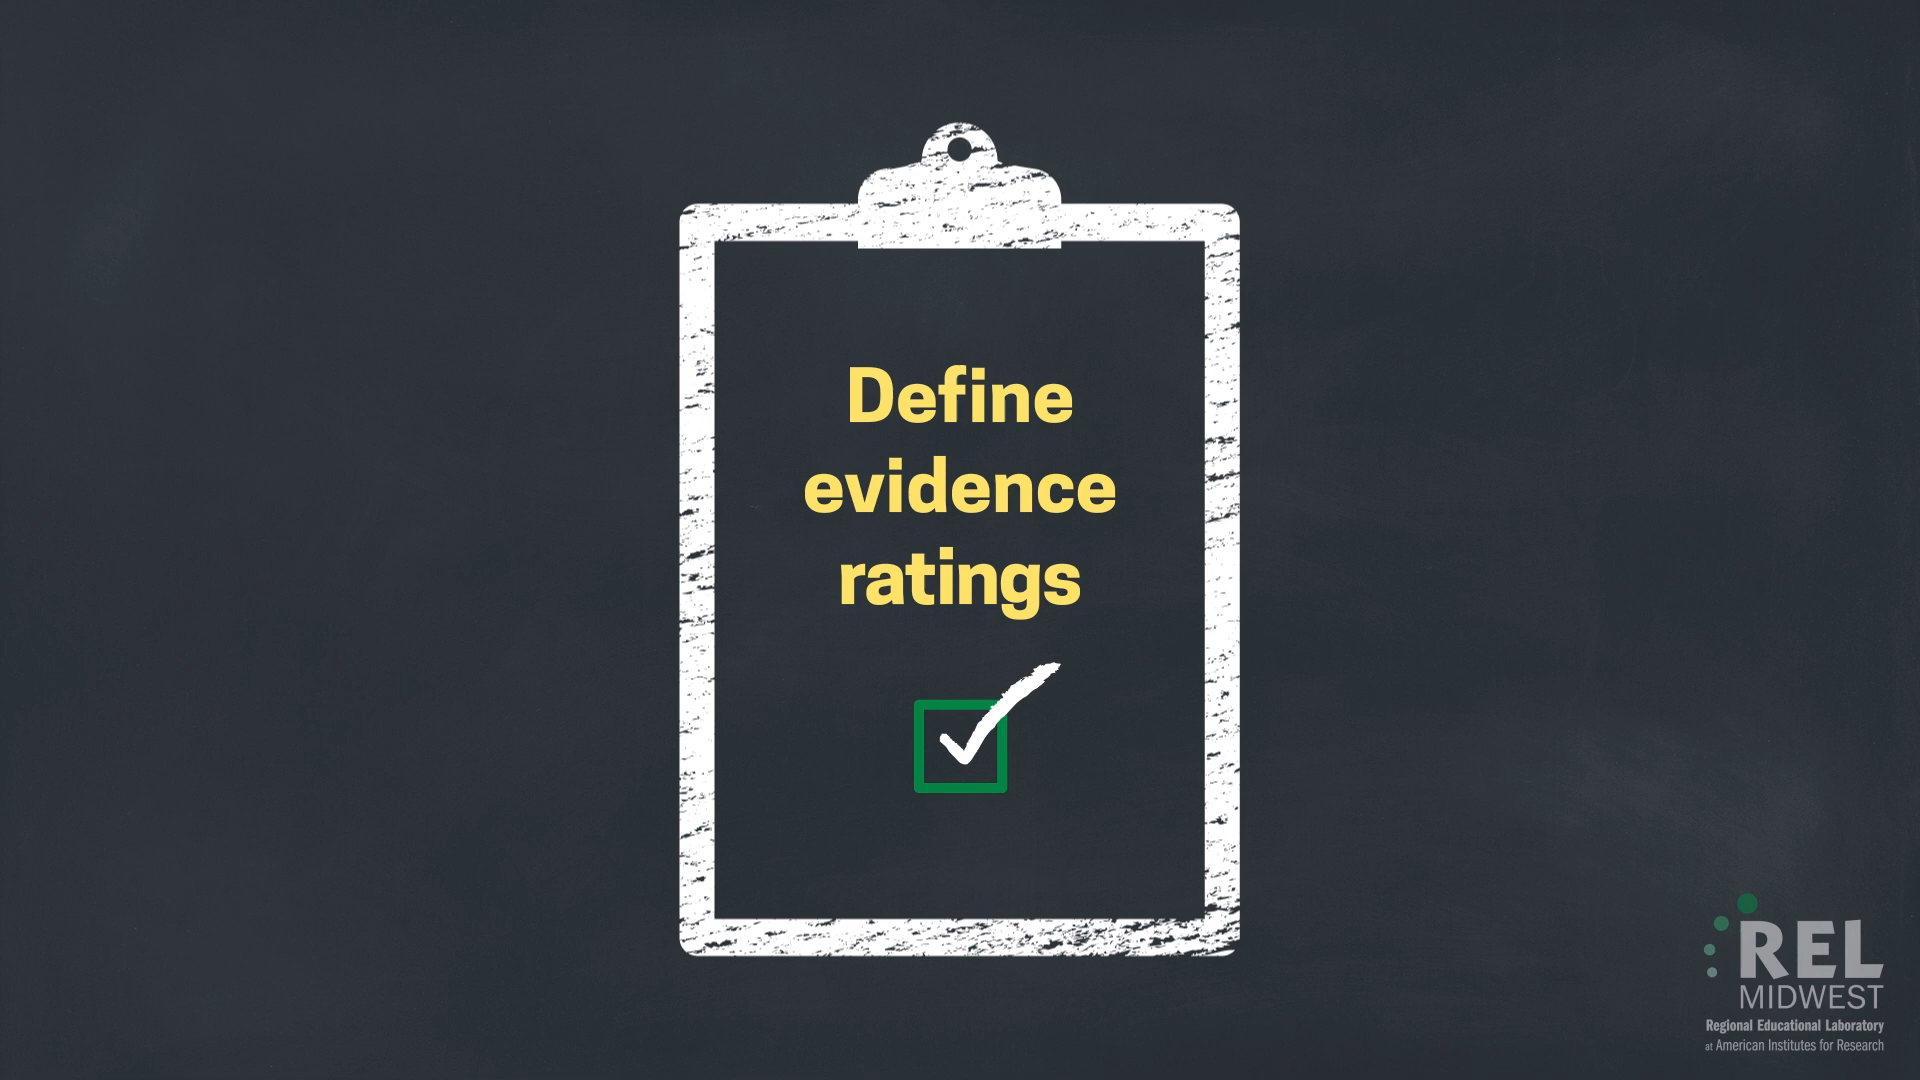 Define
evidence
ratings
REL
MIDWEST
Regional Educational Laboratory
at American Institutes for Research